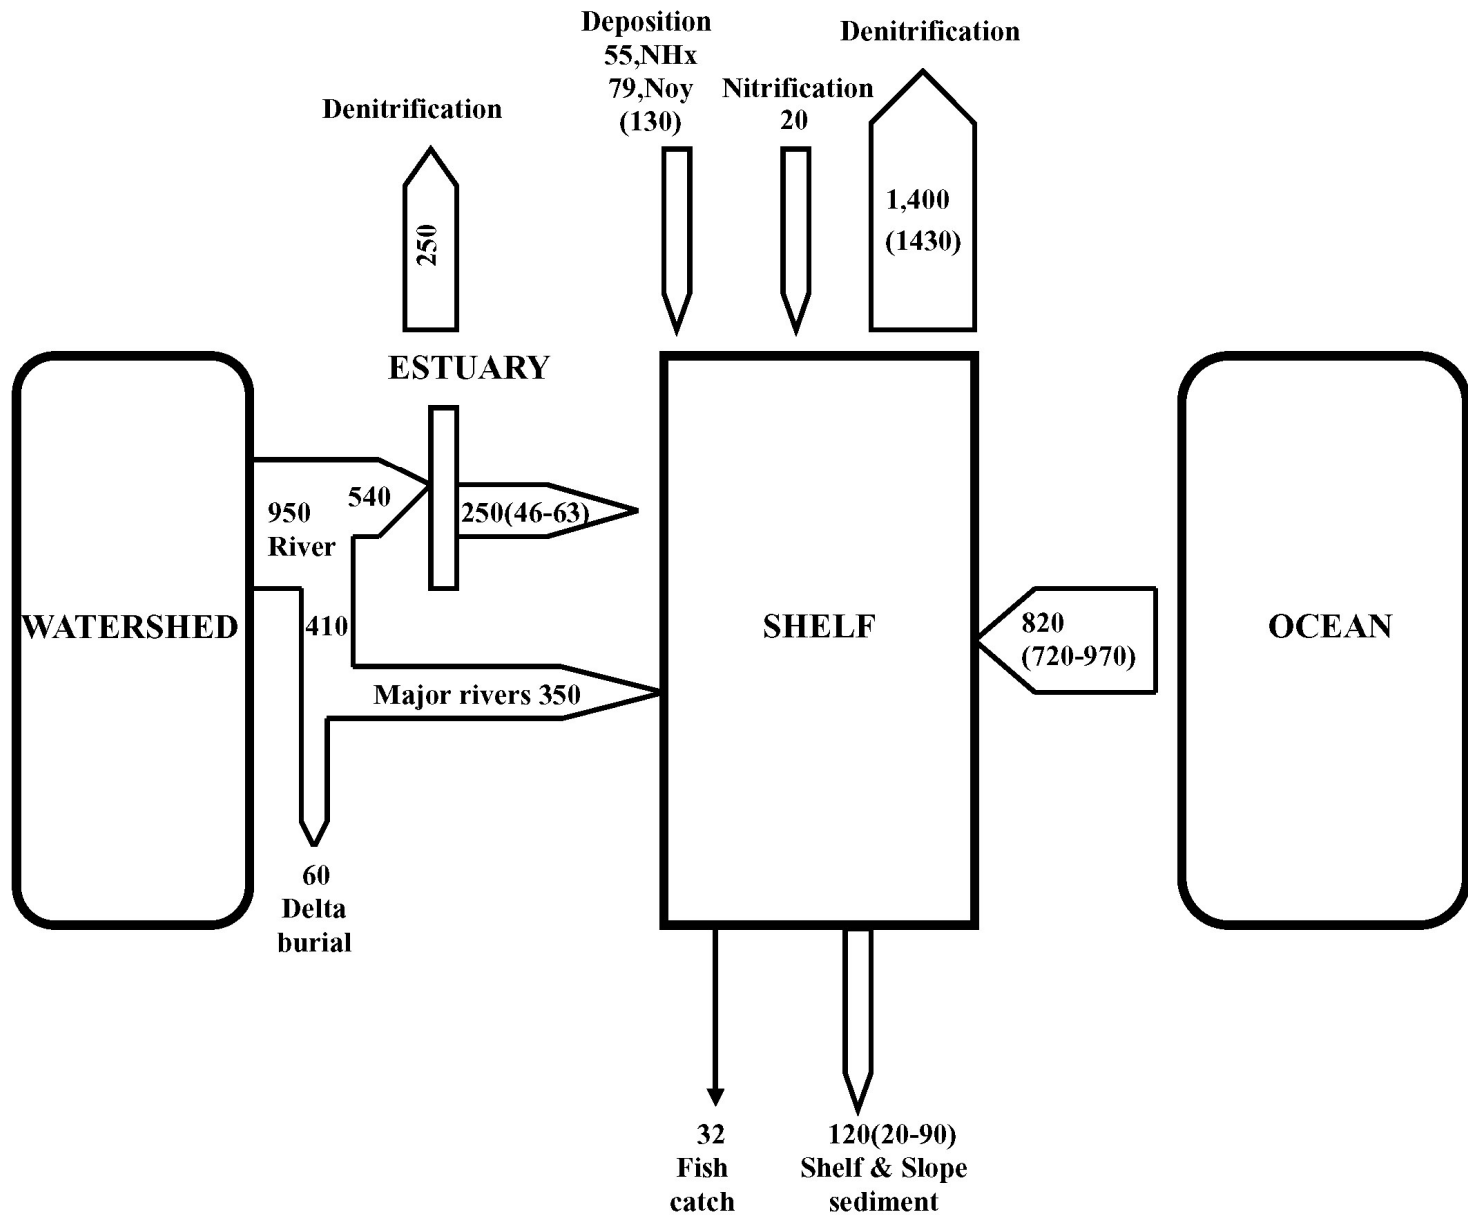 Deposition
55,NHx
79,Noy
(130)
Nitrification
20
Denitrification
1,400
(1430)
Denitrification
250
ESTUARY
540
950
River
250(46-63)
WATERSHED
410
SHELF
820
(720-970)
OCEAN
Major rivers 350
60
Delta
burial
32
Fish
catch
120(20-90)
Shelf & Slope
sediment